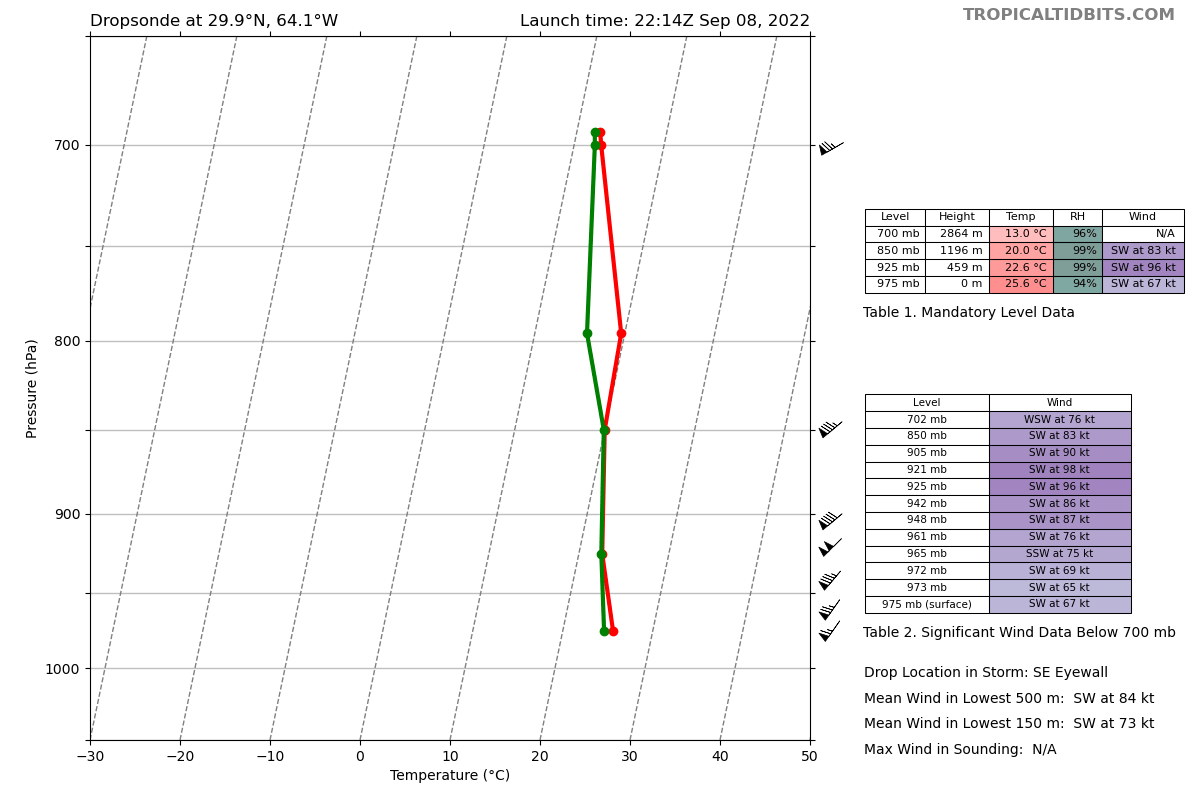 Dropsonde at 29.9°N, 64.1°W
Launch time: 22:14Z Sep 08, 2022
TROPICALTIDBITS.COM
Pressure (hPa)
700
800
900
1000
−30 −20 −10 0 10 20 30 40 50
Temperature (°C)
Level Height Temp RH Wind
700 mb 2864 m 13.0 °C 96% N/A
850 mb 1196 m 20.0 °C 99% SW at 83 kt
925 mb 459 m 22.6 °C 99% SW at 96 kt
975 mb 0 m 25.6 °C 94% SW at 67 kt
Table 1. Mandatory Level Data
Level Wind
702 mb WSW at 76 kt
850 mb SW at 83 kt
905 mb SW at 90 kt
921 mb SW at 98 kt
925 mb SW at 96 kt
942 mb SW at 86 kt
948 mb SW at 87 kt
961 mb SW at 76 kt
965 mb SSW at 75 kt
972 mb SW at 69 kt
973 mb SW at 65 kt
975 mb (surface) SW at 67 kt
Table 2. Significant Wind Data Below 700 mb
Drop Location in Storm: SE Eyewall
Mean Wind in Lowest 500 m:  SW at 84 kt
Mean Wind in Lowest 150 m:  SW at 73 kt
Max Wind in Sounding:  N/A